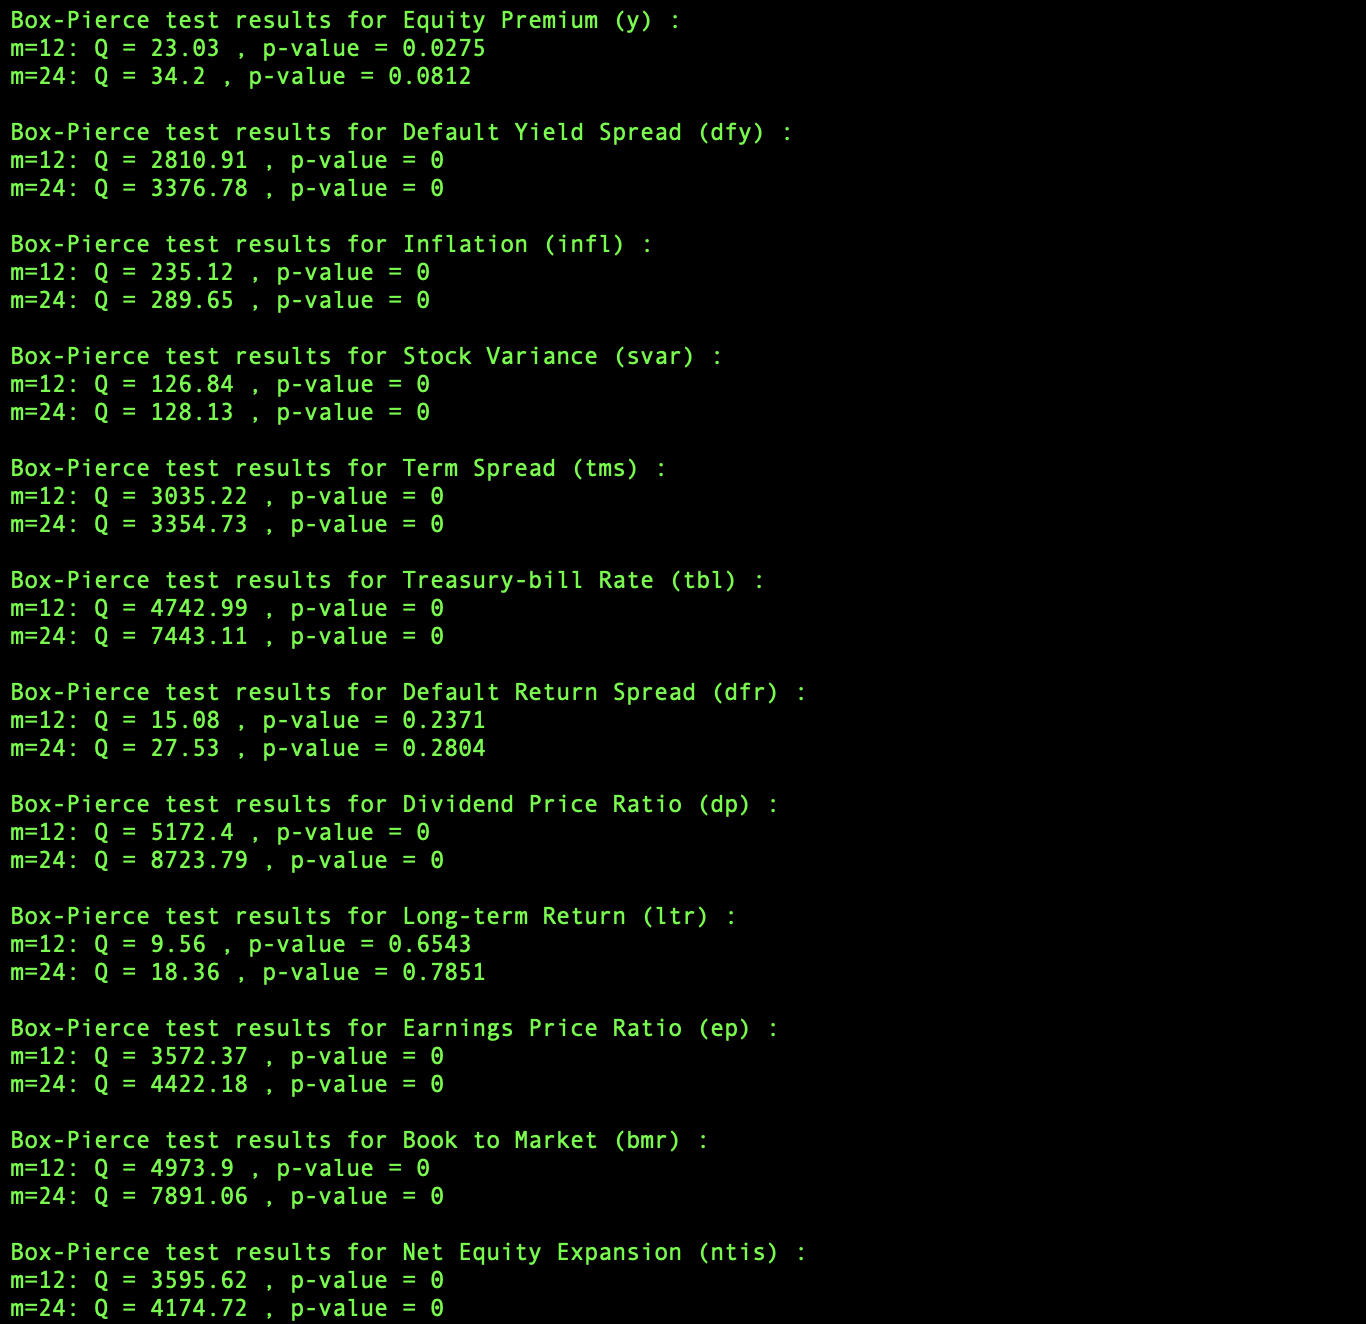 Box-Pierce test results for Equity Premium (y) :
m=12: Q = 23.03 , p-value = 0.0275
m=24: Q = 34.2 , p-value = 0.0812
Box-Pierce test results for Default Yield Spread (dfy) :
m=12: Q = 2810.91 , p-value = 0
m=24: Q = 3376.78 , p-value = 0
Box-Pierce test results for Inflation (infl) :
m=12: Q = 235.12 , p-value = 0
m=24: Q = 289.65 , p-value = 0
Box-Pierce test results for Stock Variance (svar) :
m=12: Q = 126.84 , p-value = 0
m=24: Q = 128.13 , p-value = 0
Box-Pierce test results for Term Spread (tms) :
m=12: Q = 3035.22 , p-value = 0
m=24: Q = 3354.73 , p-value = 0
Box-Pierce test results for Treasury-bill Rate (tbl) :
m=12: Q = 4742.99 , p-value = 0
m=24: Q = 7443.11 , p-value = 0
Box-Pierce test results for Default Return Spread (dfr) :
m=12: Q = 15.08 , p-value = 0.2371
m=24: Q = 27.53 , p-value = 0.2804
Box-Pierce test results for Dividend Price Ratio (dp) :
m=12: Q = 5172.4 , p-value = 0
m=24: Q = 8723.79 , p-value = 0
Box-Pierce test results for Long-term Return (ltr) :
m=12: Q = 9.56 , p-value = 0.6543
m=24: Q = 18.36 , p-value = 0.7851
Box-Pierce test results for Earnings Price Ratio (ep) :
m=12: Q = 3572.37 , p-value = 0
m=24: Q = 4422.18 , p-value = 0
Box-Pierce test results for Book to Market (bmr) :
m=12: Q = 4973.9 , p-value = 0
m=24: Q = 7891.06 , p-value = 0
Box-Pierce test results for Net Equity Expansion (ntis) :
m=12: Q = 3595.62 , p-value = 0
m=24: Q = 4174.72 , p-value = 0